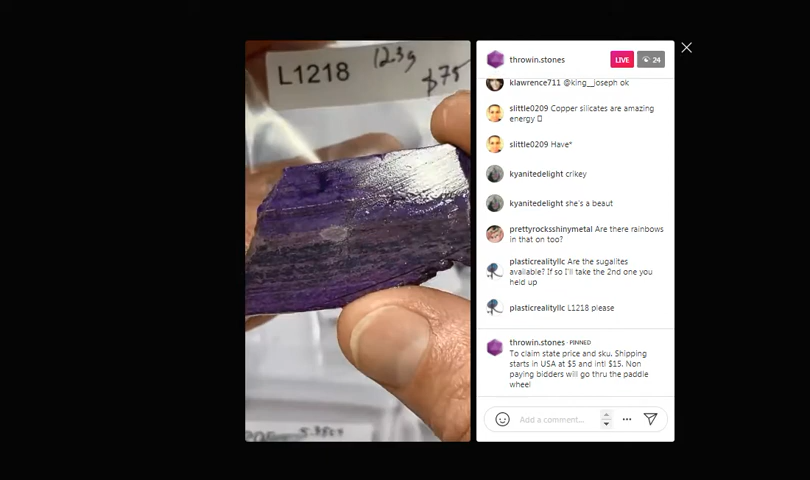 L1218 12.3g
$75
throwin.stones LIVE 24
klawrence711 @king__joseph ok
slittle0209 Copper silicates are amazing
energy
slittle0209 Have*
kyanitedelight crikey
kyanitedelight she's a beaut
prettyrocksshinymetal Are there rainbows
in that on too?
plasticrealityllc Are the sugalites
available? If so I'll take the 2nd one you
held up
plasticrealityllc L1218 please
throwin.stones · PINNED
To claim state price and sku. Shipping
starts in USA at $5 and intl $15. Non
paying bidders will go thru the paddle
wheel
Add a comment...